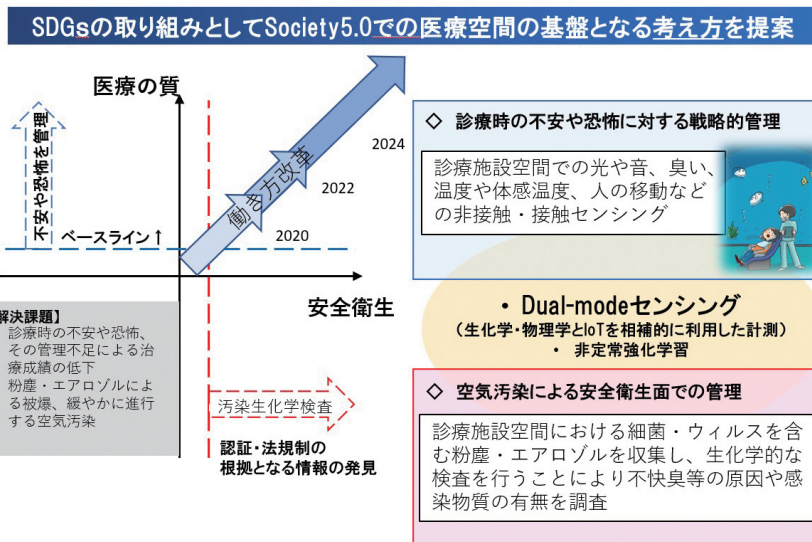 SDGsの取り組みとしてSociety5.0での医療空間の基盤となる考え方を提案
医療の質
不安や恐怖を管理
ベースライン↑
働き方改革
2020
2022
2024
安全衛生
解決課題】
診療時の不安や恐怖、
その管理不足による治
療成績の低下
粉塵・エアロゾルによ
る被爆、緩やかに進行
する空気汚染
汚染生化学検査
認証・法規制の
根拠となる情報の発見
◇ 診療時の不安や恐怖に対する戦略的管理
診療施設空間での光や音、臭い、
温度や体感温度、人の移動など
の非接触・接触センシング
・ Dual-modeセンシング
（生化学・物理学とIoTを相補的に利用した計測）
・ 非定常強化学習
◇ 空気汚染による安全衛生面での管理
診療施設空間における細菌・ウィルスを含
む粉塵・エアロゾルを収集し、生化学的な
検査を行うことにより不快臭等の原因や感
染物質の有無を調査